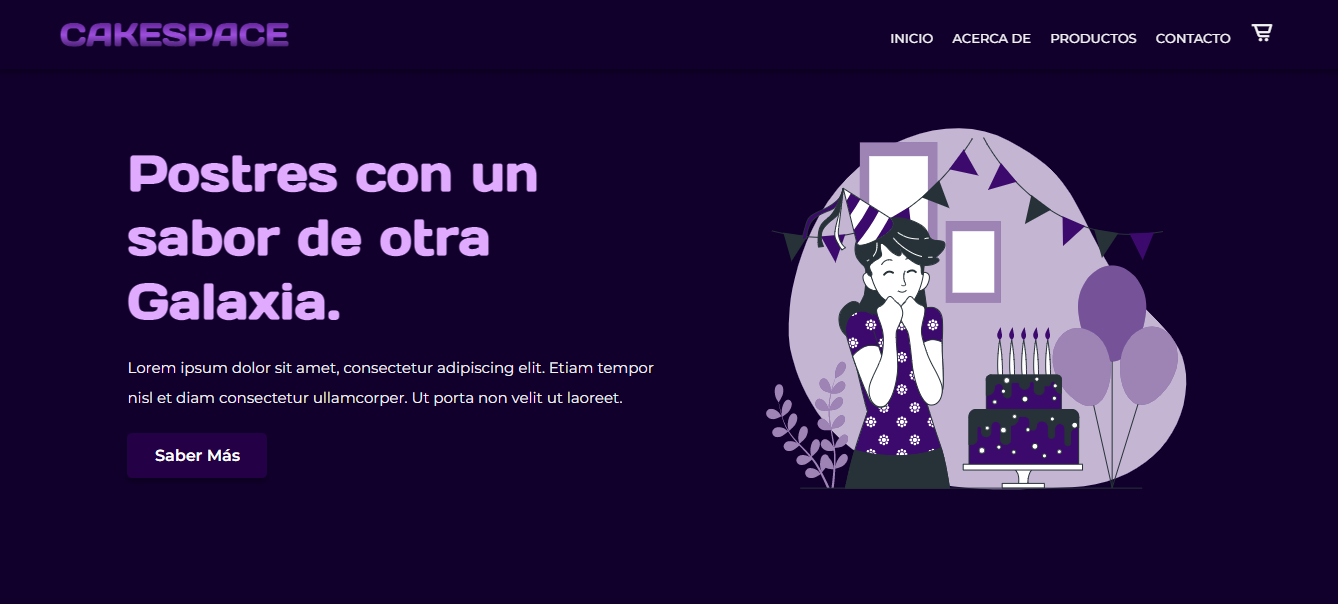 CAKESPACE
INICIO ACERCA DE PRODUCTOS CONTACTO
Postres con un
sabor de otra
Galaxia.
Lorem ipsum dolor sit amet, consectetur adipiscing elit. Etiam tempor
nisl et diam consectetur ullamcorper. Ut porta non velit ut laoreet.
Saber Más